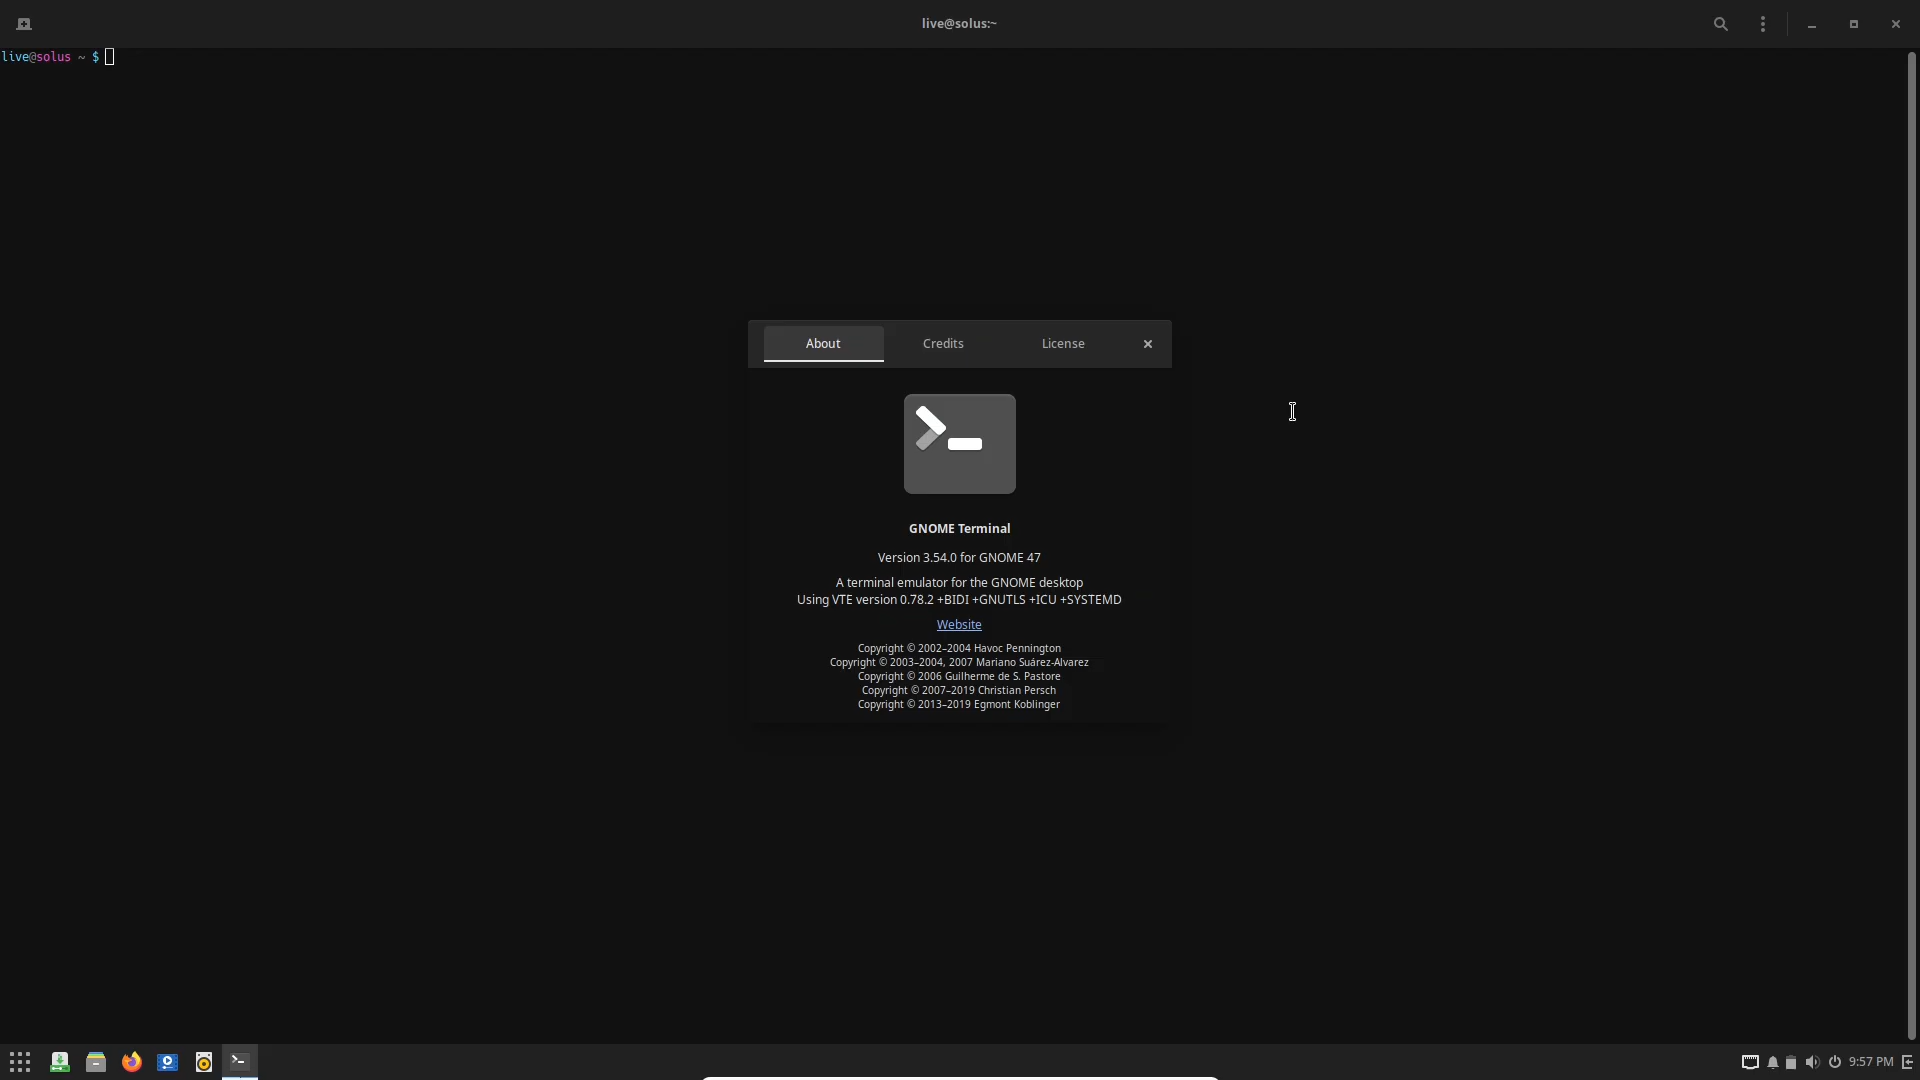 live@solus:~
live@solus ~ $
About
Credits
License
GNOME Terminal
Version 3.54.0 for GNOME 47
A terminal emulator for the GNOME desktop
Using VTE version 0.78.2 +BIDI +GNUTLS +ICU +SYSTEMD
Website
Copyright © 2002–2004 Havoc Pennington
Copyright © 2003–2004, 2007 Mariano Suárez-Alvarez
Copyright © 2006 Guilherme de S. Pastore
Copyright © 2007–2019 Christian Persch
Copyright © 2013–2019 Egmont Koblinger
9:57 PM